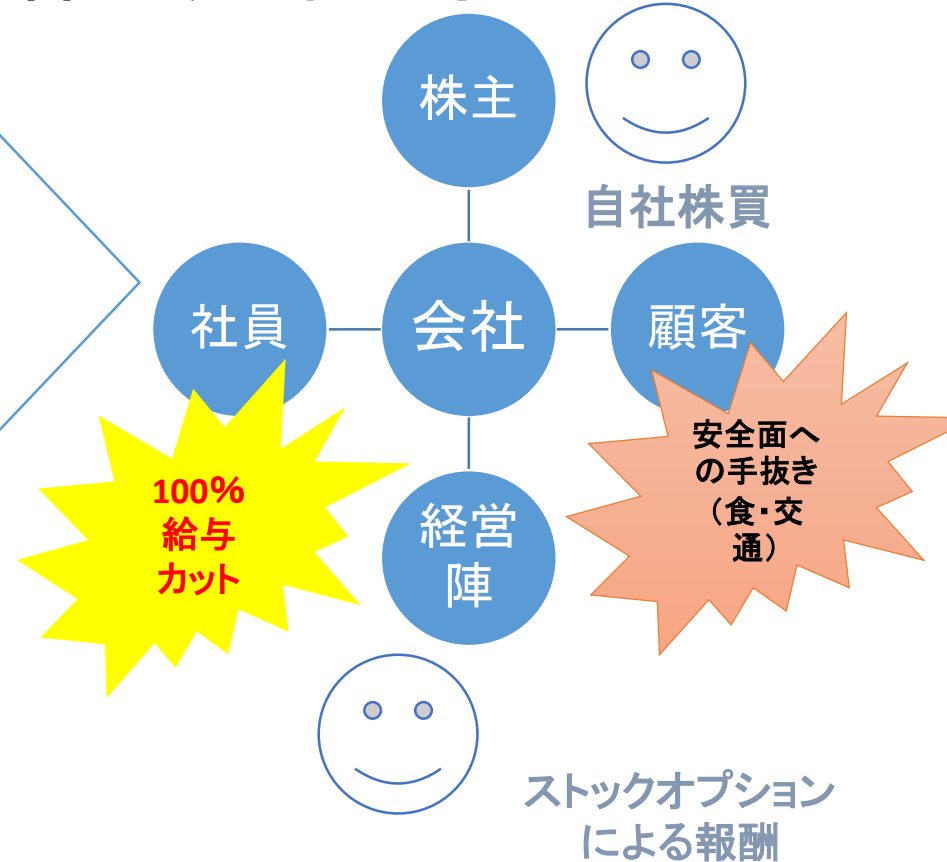 株主
自社株買
社員
会社
顧客
100%
給与
カット
経営
陣
安全面へ
の手抜き
（食・交
通）
ストックオプション
による報酬